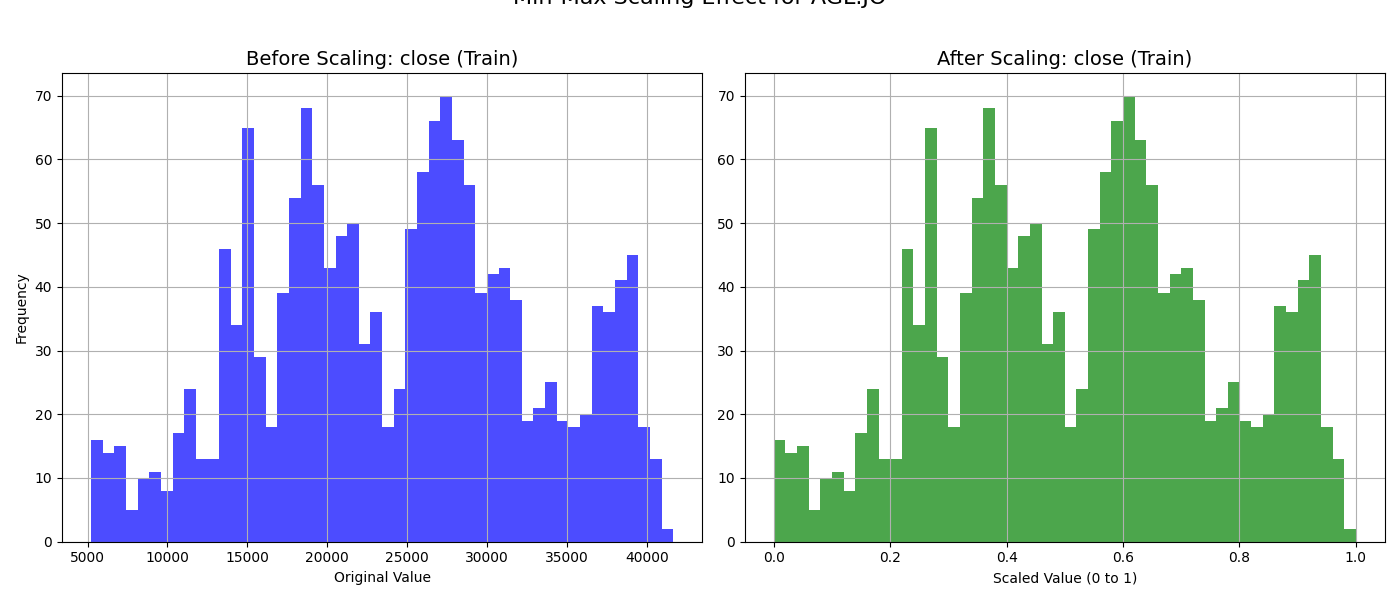 Min-Max Scaling Effect for AGL.JO
Before Scaling: close (Train)
After Scaling: close (Train)
70
60
50
40
30
20
10
0
Frequency
5000 10000 15000 20000 25000 30000 35000 40000
Original Value
70
60
50
40
30
20
10
0
0.0 0.2 0.4 0.6 0.8 1.0
Scaled Value (0 to 1)